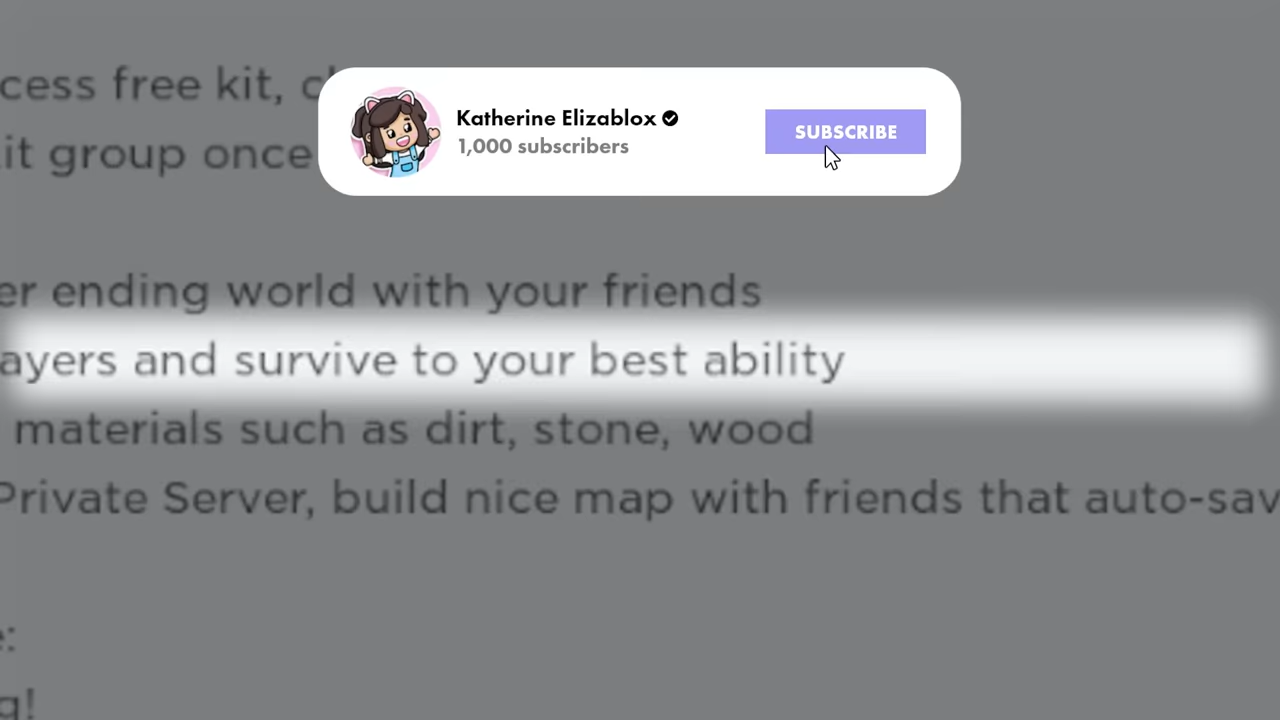 cess free kit, c
Katherine Elizablox
1,000 subscribers
SUBSCRIBE
it group once
er ending world with your friends
ayers and survive to your best ability
materials such as dirt, stone, wood
Private Server, build nice map with friends that auto-sav
e:
g!